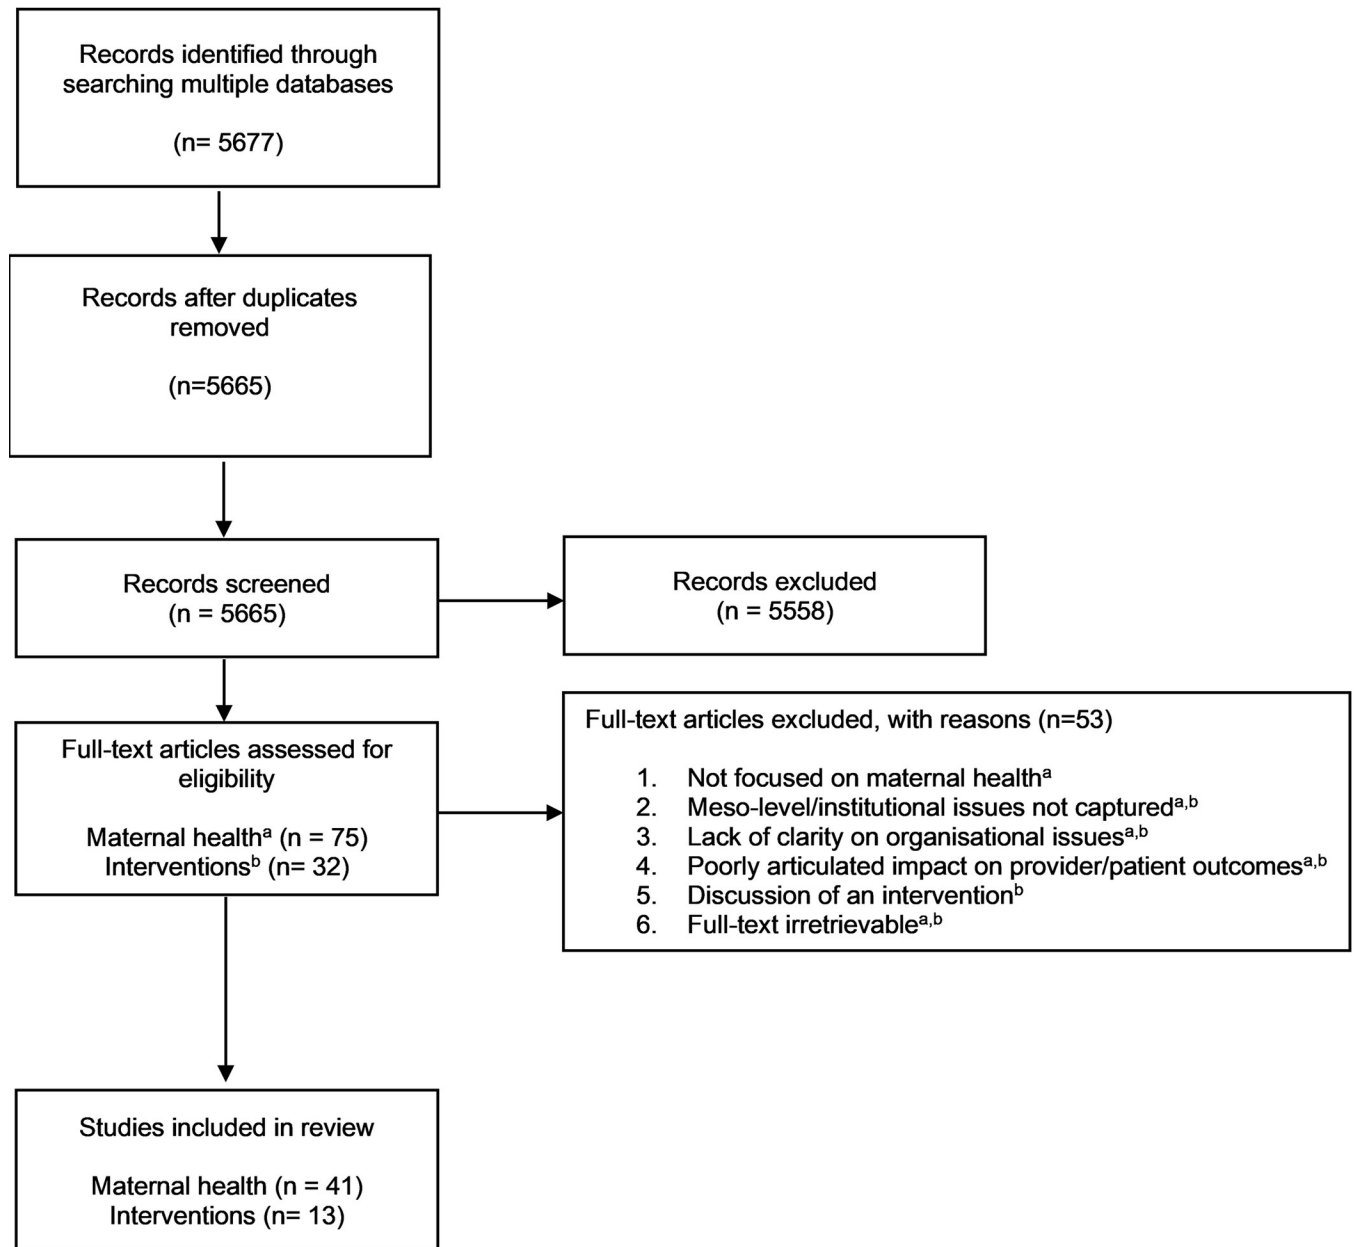 Records identified through
searching multiple databases
(n= 5677)
Records after duplicates
removed
(n=5665)
Records screened
(n = 5665)
Records excluded
(n = 5558)
Full-text articles assessed for
eligibility
Maternal healthᵃ (n = 75)
Interventionsᵇ (n= 32)
Full-text articles excluded, with reasons (n=53)
1. Not focused on maternal healthᵃ
2. Meso-level/institutional issues not capturedᵃ,ᵇ
3. Lack of clarity on organisational issuesᵃ,ᵇ
4. Poorly articulated impact on provider/patient outcomesᵃ,ᵇ
5. Discussion of an interventionᵇ
6. Full-text irretrievableᵃ,ᵇ
Studies included in review
Maternal health (n = 41)
Interventions (n= 13)